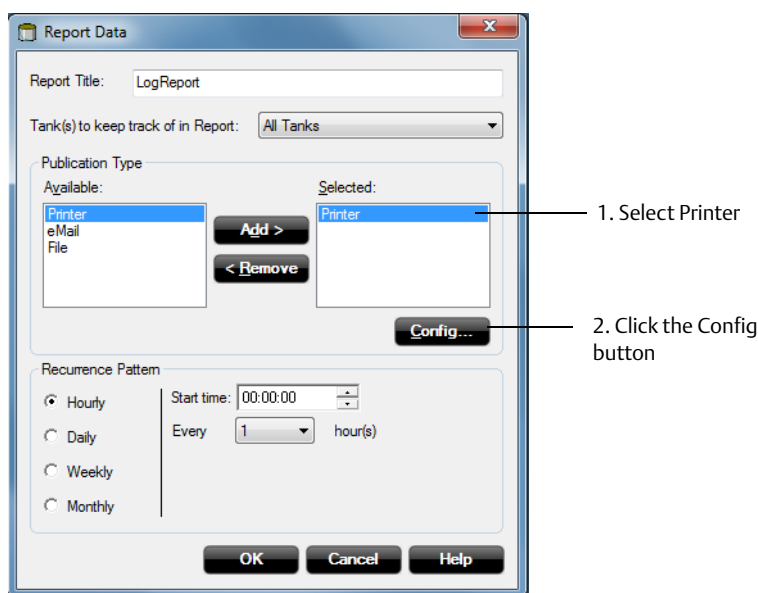 Report Data
X
Report Title: LogReport
Tank(s) to keep track of in Report: All Tanks
Publication Type
Available:
Printer
eMail
File
Add >
< Remove
Selected:
Printer
1. Select Printer
Config...
2. Click the Config
button
Recurrence Pattern
Hourly
Daily
Weekly
Monthly
Start time: 00:00:00
Every 1 hour(s)
OK Cancel Help